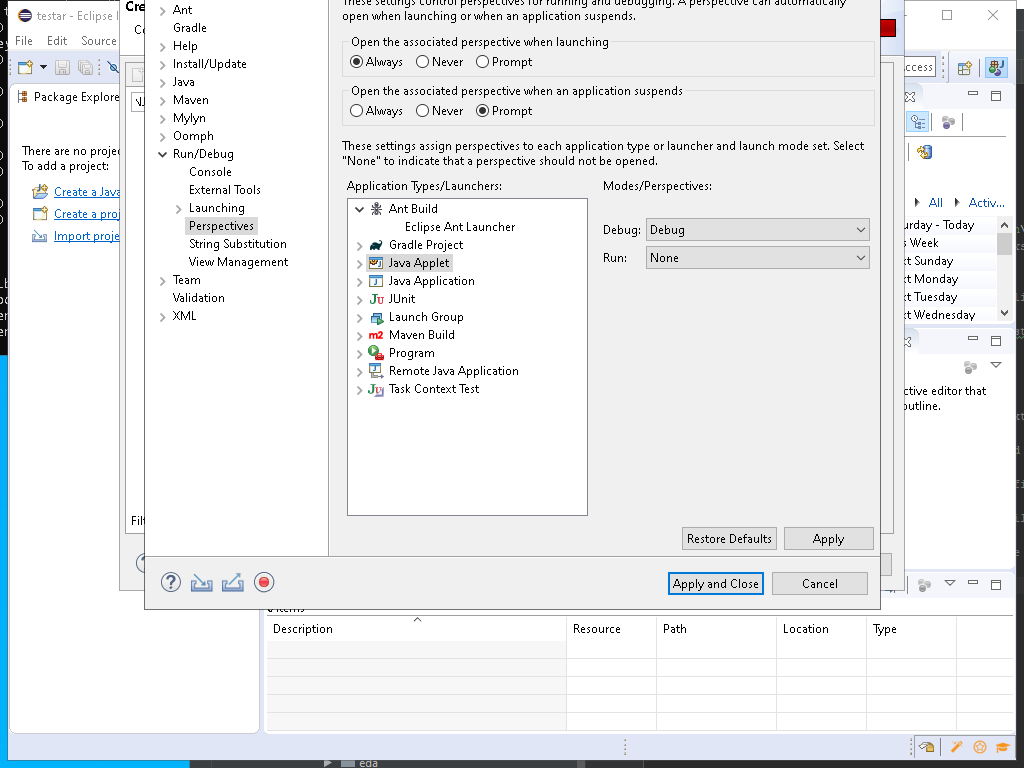 testar - Eclipse
Cre
File Edit Source
Package Explore
There are no projec
To add a project:
Create a Java
Create a proj
Import proje
Filt
Ant
Gradle
Help
Install/Update
Java
Maven
Mylyn
Oomph
Run/Debug
Console
External Tools
Launching
Perspectives
String Substitution
View Management
Team
Validation
XML
These settings control perspectives for running and debugging. A perspective can automatically
open when launching or when an application suspends.
Open the associated perspective when launching
Always Never Prompt
Open the associated perspective when an application suspends
Always Never Prompt
These settings assign perspectives to each application type or launcher and launch mode set. Select
"None" to indicate that a perspective should not be opened.
Application Types/Launchers:
Ant Build
Eclipse Ant Launcher
Gradle Project
Java Applet
Java Application
JUnit
Launch Group
Maven Build
Program
Remote Java Application
Task Context Test
Modes/Perspectives:
Debug: Debug
Run: None
Restore Defaults Apply
Apply and Close Cancel
ccess
All Activ...
urday - Today
s Week
xt Sunday
xt Monday
xt Tuesday
xt Wednesday
ctive editor that
outline.
0 items
Description Resource Path Location Type
eda